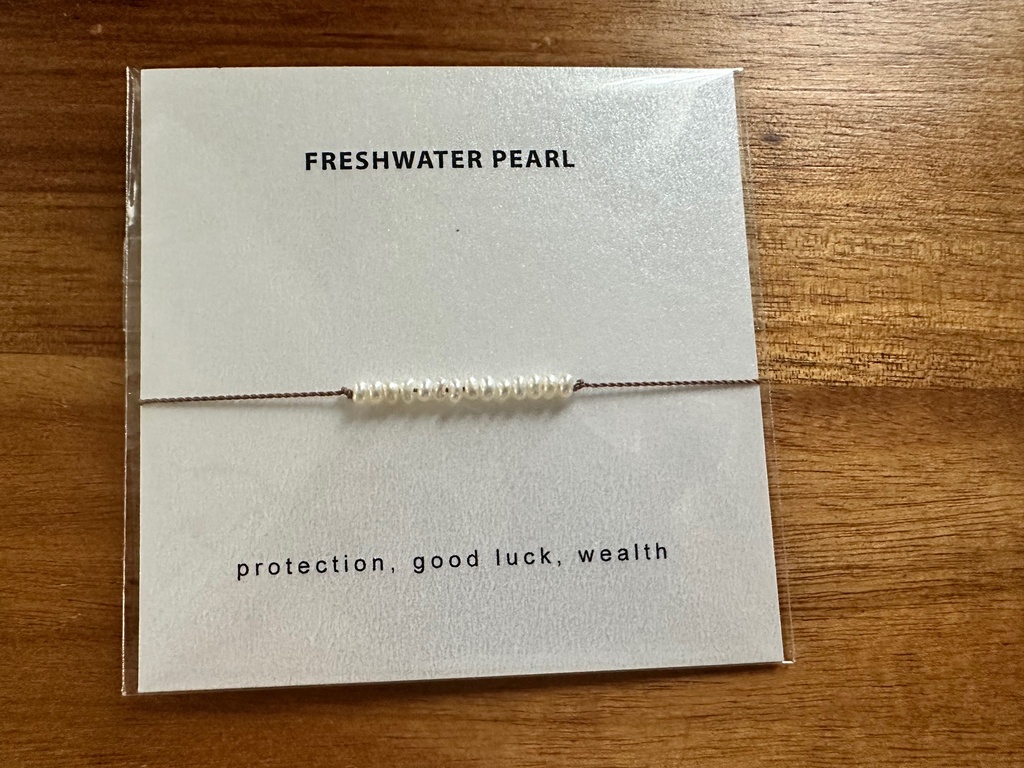 FRESHWATER PEARL
protection, good luck, wealth